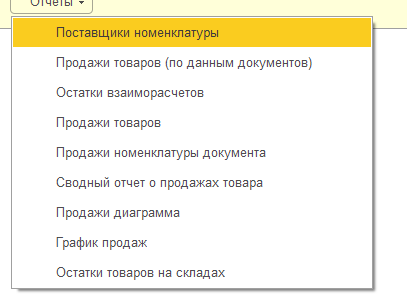 Отчеты
Поставщики номенклатуры
Продажи товаров (по данным документов)
Остатки взаиморасчетов
Продажи товаров
Продажи номенклатуры документа
Сводный отчет о продажах товара
Продажи диаграмма
График продаж
Остатки товаров на складах